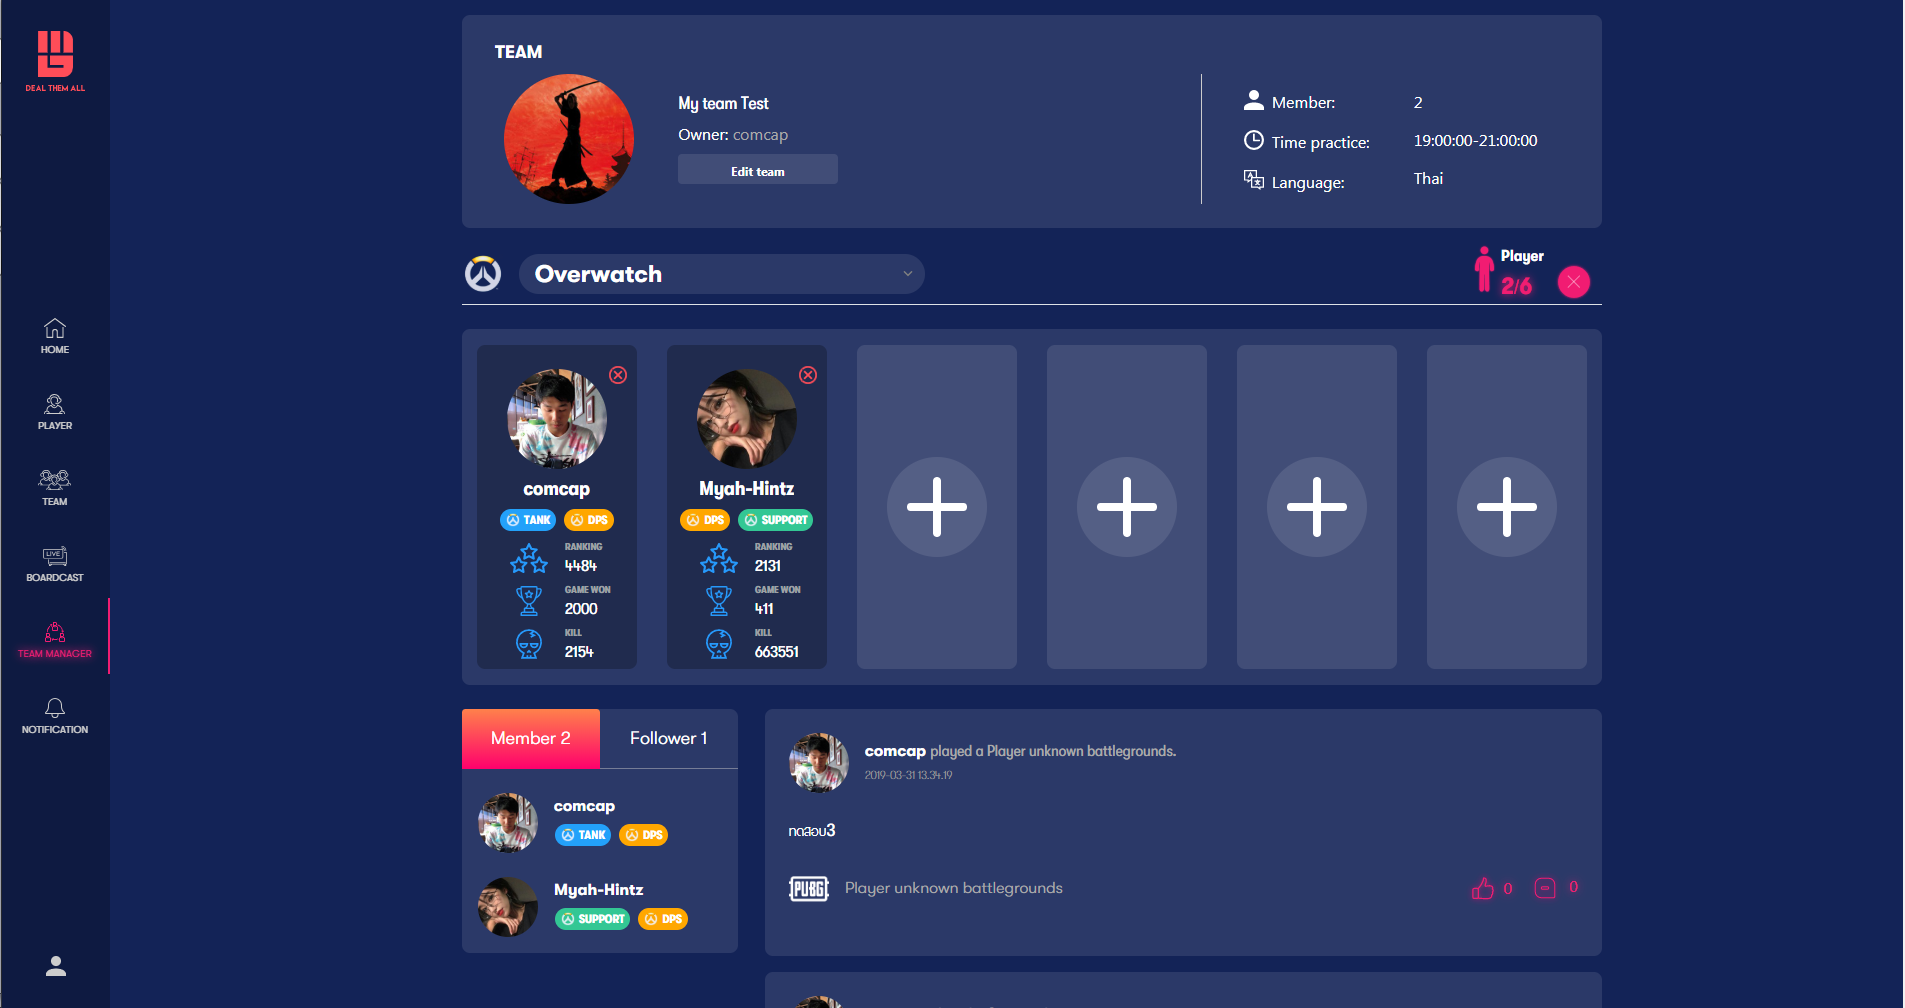 DEAL THEM ALL
HOME
PLAYER
TEAM
LIVE
BOARDCAST
TEAM MANAGER
NOTIFICATION
TEAM
My team Test
Owner: comcap
Edit team
Member: 2
Time practice: 19:00:00-21:00:00
Language: Thai
Overwatch
Player
2/6
comcap
TANK DPS
RANKING
4484
GAME WON
2000
KILL
2154
Myah-Hintz
DPS SUPPORT
RANKING
2131
GAME WON
411
KILL
663551
Member 2 Follower 1
comcap
TANK DPS
Myah-Hintz
SUPPORT DPS
comcap played a Player unknown battlegrounds.
2019-03-31 13.34.19
ทดสอบ3
PUBG Player unknown battlegrounds
0 0